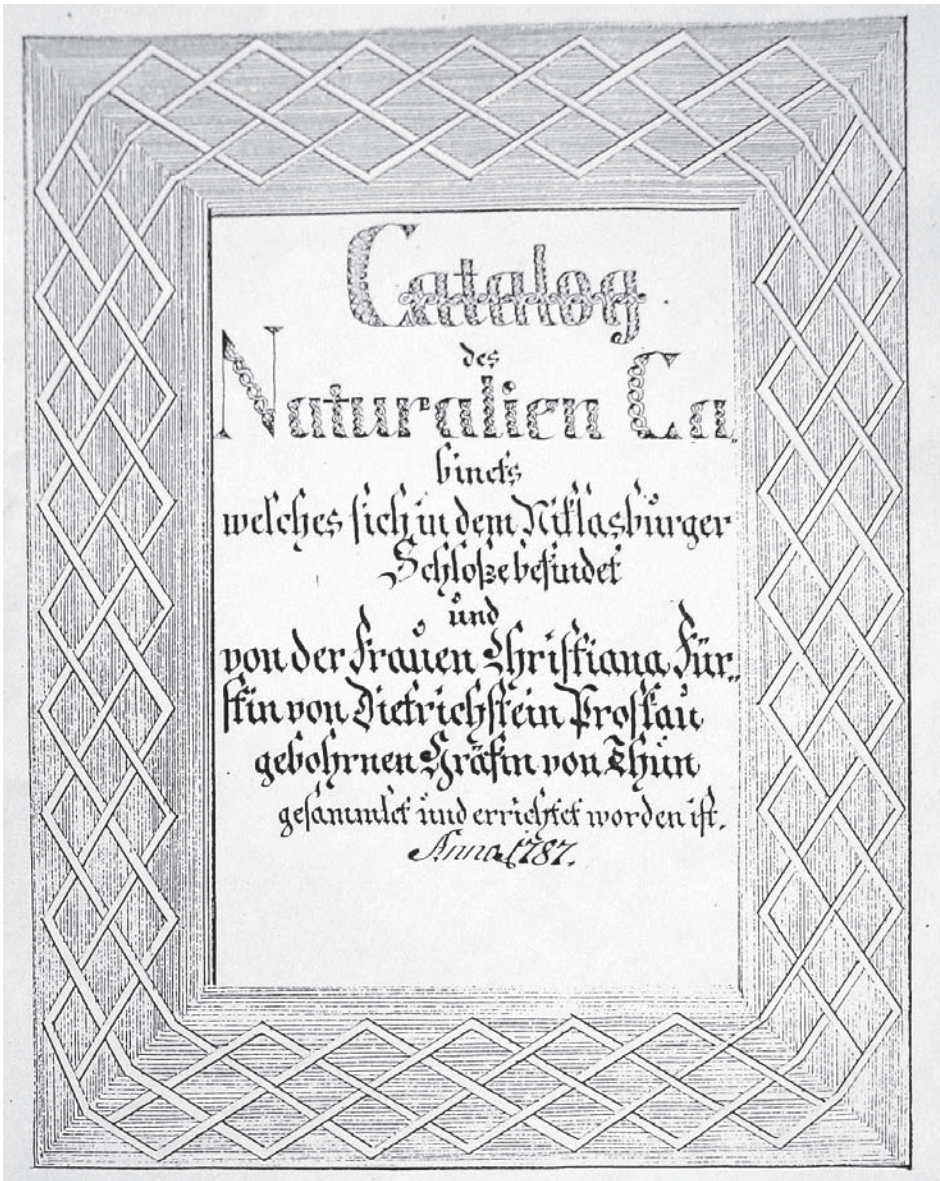 Catalog
des
Naturalien Ca„
binets
welches sich in dem Niklasburger
Schloße befindet
und
von der Frauen Christiana Für„
stin von Dietrichstein Proskau
gebohrnen Gräfin von Thun
gesammlet und errichtet worden ist.
Anno 1787.